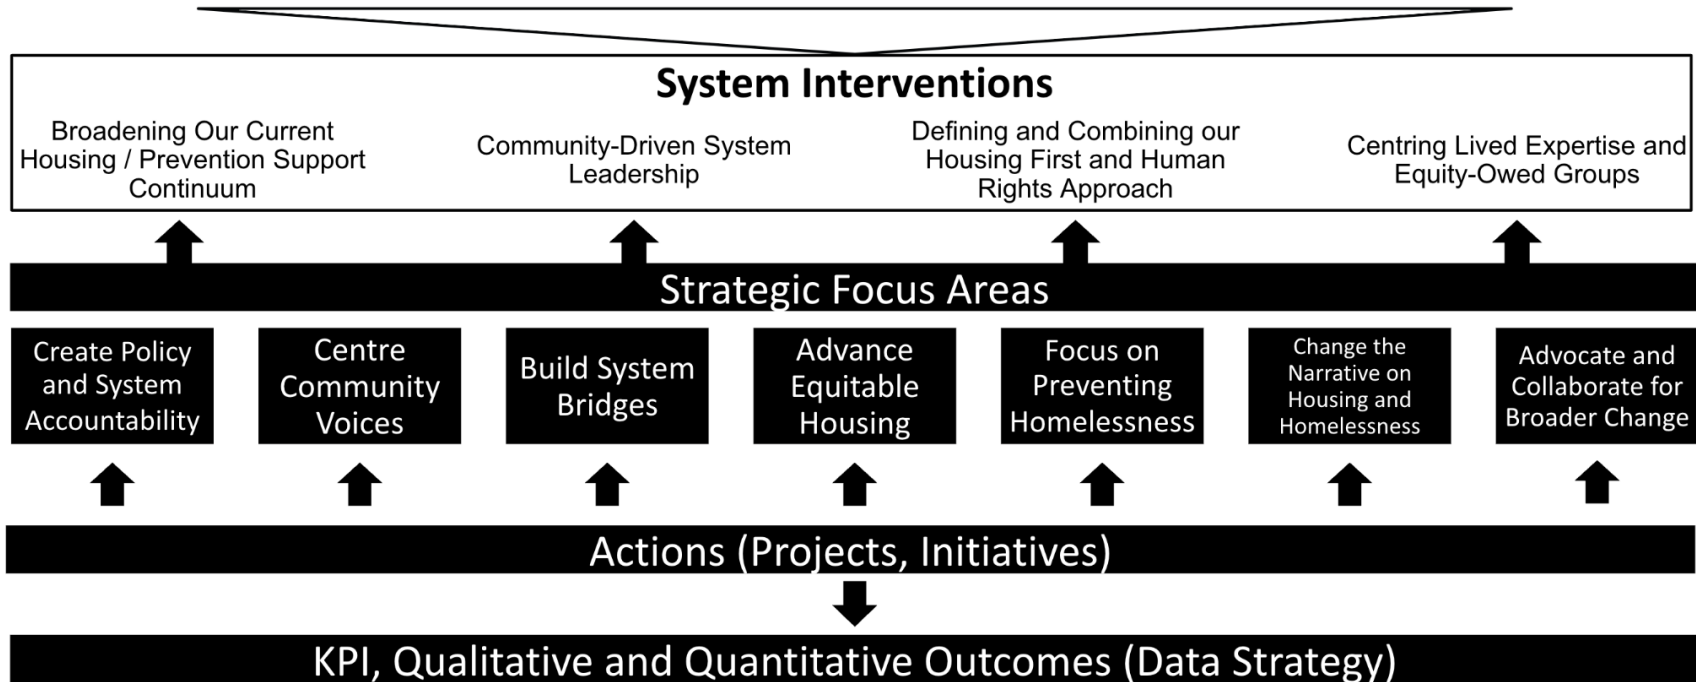 System Interventions
Broadening Our Current
Housing / Prevention Support
Continuum
Community-Driven System
Leadership
Defining and Combining our
Housing First and Human
Rights Approach
Centring Lived Expertise and
Equity-Owed Groups
Strategic Focus Areas
Create Policy
and System
Accountability
Centre
Community
Voices
Build System
Bridges
Advance
Equitable
Housing
Focus on
Preventing
Homelessness
Change the
Narrative on
Housing and
Homelessness
Advocate and
Collaborate for
Broader Change
Actions (Projects, Initiatives)
KPI, Qualitative and Quantitative Outcomes (Data Strategy)